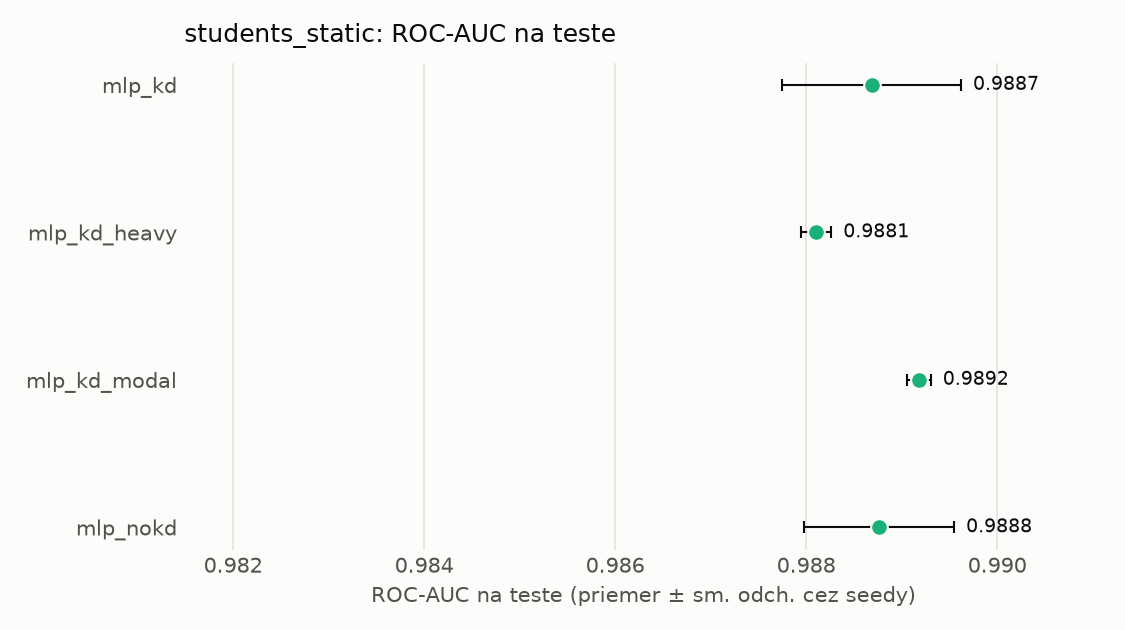 students_static: ROC-AUC na teste
mlp_kd
0.9887
mlp_kd_heavy
0.9881
mlp_kd_modal
0.9892
mlp_nokd
0.9888
0.982 0.984 0.986 0.988 0.990
ROC-AUC na teste (priemer ± sm. odch. cez seedy)